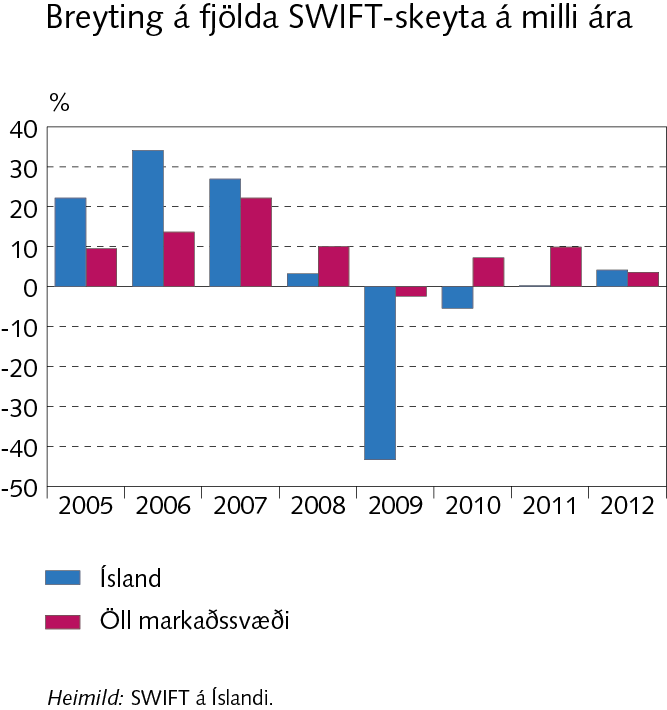 Breyting á fjölda SWIFT-skeyta á milli ára
%
40
30
20
10
0
-10
-20
-30
-40
-50
2005 2006 2007 2008 2009 2010 2011 2012
Ísland
Öll markaðssvæði
Heimild: SWIFT á Íslandi.